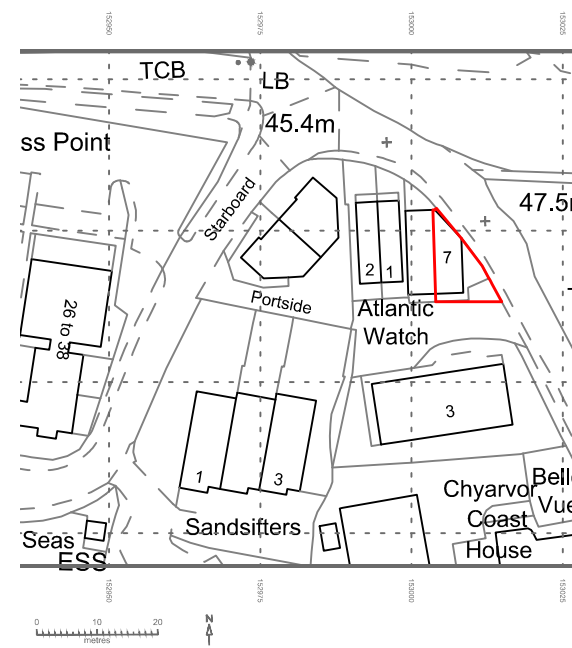 152950
152975
153000
153025
TCB
LB
45.4m
ss Point
47.5
Starboard
7
2
1
Portside
Atlantic
Watch
26 to 38
3
1
3
Chyarvor
Coast
House
Belle
Vue
Sandsifters
Seas
ESS
152950
152975
153000
153025
0
10
20
metres
N